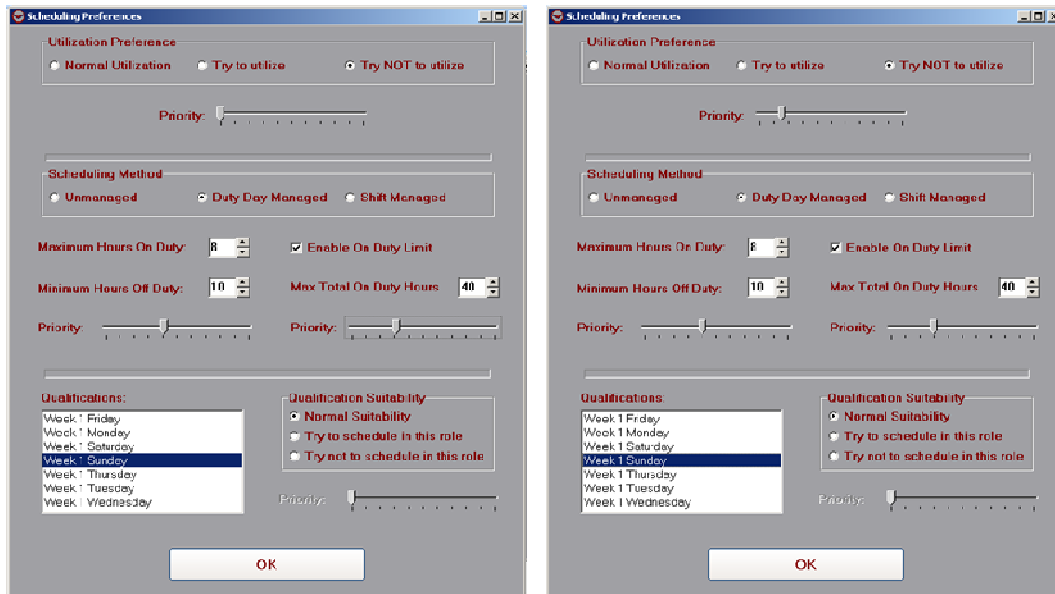 Scheduling Preferences
Utilization Preference
Normal Utilization Try to utilize Try NOT to utilize
Priority:
Scheduling Method
Unmanaged Duty Day Managed Shift Managed
Maximum Hours On Duty: 8 Enable On Duty Limit
Minimum Hours Off Duty: 10 Max Total On Duty Hours 40
Priority: Priority:
Qualifications: Qualification Suitability
Week 1 Friday Normal Suitability
Week 1 Monday Try to schedule in this role
Week 1 Saturday Try not to schedule in this role
Week 1 Sunday
Week 1 Thursday
Week 1 Tuesday
Week 1 Wednesday
Priority:
OK
Scheduling Preferences
Utilization Preference
Normal Utilization Try to utilize Try NOT to utilize
Priority:
Scheduling Method
Unmanaged Duty Day Managed Shift Managed
Maximum Hours On Duty: 8 Enable On Duty Limit
Minimum Hours Off Duty: 10 Max Total On Duty Hours 40
Priority: Priority:
Qualifications: Qualification Suitability
Week 1 Friday Normal Suitability
Week 1 Monday Try to schedule in this role
Week 1 Saturday Try not to schedule in this role
Week 1 Sunday
Week 1 Thursday
Week 1 Tuesday
Week 1 Wednesday
Priority:
OK